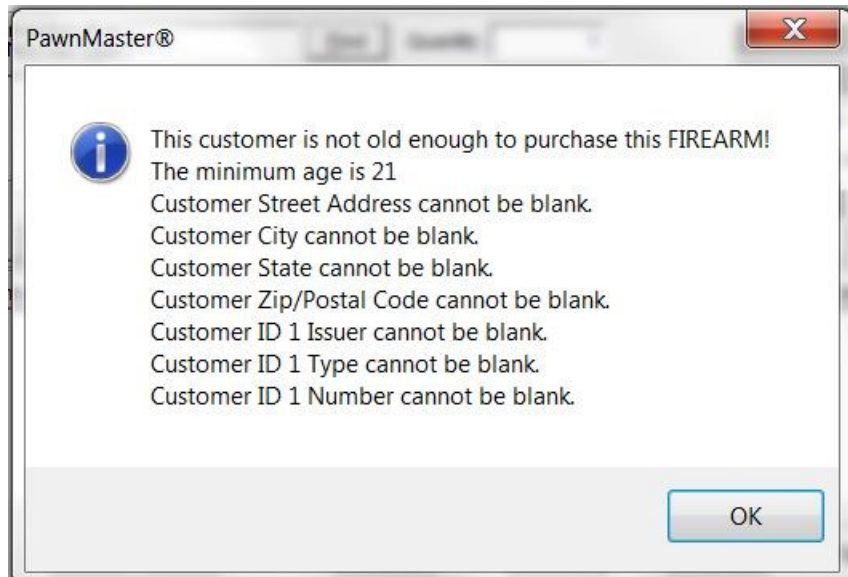 PawnMaster®
Quantity
X
This customer is not old enough to purchase this FIREARM!
The minimum age is 21
Customer Street Address cannot be blank.
Customer City cannot be blank.
Customer State cannot be blank.
Customer Zip/Postal Code cannot be blank.
Customer ID 1 Issuer cannot be blank.
Customer ID 1 Type cannot be blank.
Customer ID 1 Number cannot be blank.
OK